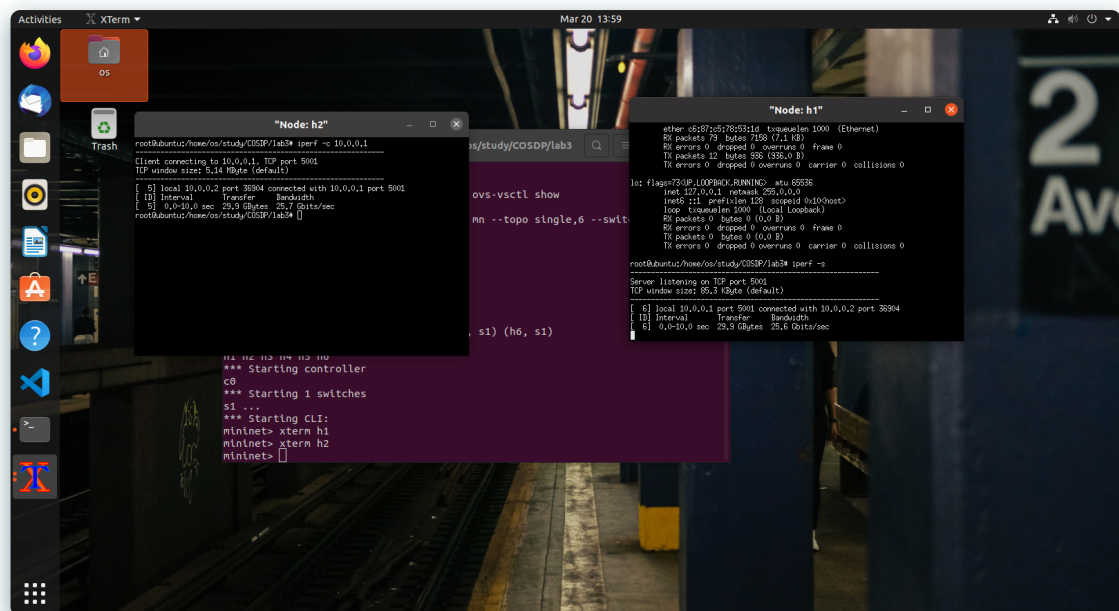 Activities
XTerm
Mar 20 13:59
os
Trash
"Node: h2"
root@ubuntu:/home/os/study/COSDP/lab3# iperf -c 10.0.0.1
------------------------------------------------------------
Client connecting to 10.0.0.1, TCP port 5001
TCP window size: 5.14 MByte (default)
------------------------------------------------------------
[  5] local 10.0.0.2 port 36904 connected with 10.0.0.1 port 5001
[ ID] Interval       Transfer     Bandwidth
[  5]  0.0-10.0 sec  29.9 GBytes  25.7 Gbits/sec
root@ubuntu:/home/os/study/COSDP/lab3#
os/study/COSDP/lab3
ovs-vsctl show
mn --topo single,6 --swit
, s1) (h6, s1)
h1 h2 h3 h4 h5 h6
*** Starting controller
c0
*** Starting 1 switches
s1 ...
*** Starting CLI:
mininet> xterm h1
mininet> xterm h2
mininet>
"Node: h1"
ether c6:87:c5:78:53:1d  txqueuelen 1000  (Ethernet)
RX packets 79  bytes 7158 (7.1 KB)
RX errors 0  dropped 0  overruns 0  frame 0
TX packets 12  bytes 936 (936.0 B)
TX errors 0  dropped 0 overruns 0  carrier 0  collisions 0
lo: flags=73<UP,LOOPBACK,RUNNING>  mtu 65536
inet 127.0.0.1  netmask 255.0.0.0
inet6 ::1  prefixlen 128  scopeid 0x10<host>
loop  txqueuelen 1000  (Local Loopback)
RX packets 0  bytes 0 (0.0 B)
RX errors 0  dropped 0  overruns 0  frame 0
TX packets 0  bytes 0 (0.0 B)
TX errors 0  dropped 0 overruns 0  carrier 0  collisions 0
root@ubuntu:/home/os/study/COSDP/lab3# iperf -s
------------------------------------------------------------
Server listening on TCP port 5001
TCP window size: 85.3 KByte (default)
------------------------------------------------------------
[  6] local 10.0.0.1 port 5001 connected with 10.0.0.2 port 36904
[ ID] Interval       Transfer     Bandwidth
[  6]  0.0-10.0 sec  29.9 GBytes  25.6 Gbits/sec
2
Av